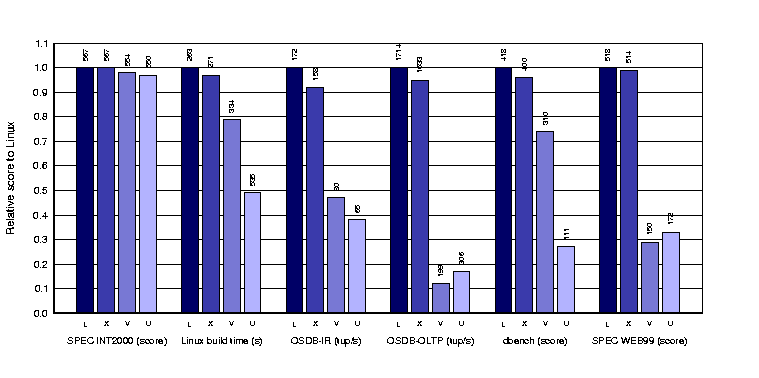 Relative score to Linux
1.1
1.0
0.9
0.8
0.7
0.6
0.5
0.4
0.3
0.2
0.1
0.0
567 567 554 550
263 271 334 535
172 158 80 65
1714 1633 199 306
418 400 310 111
518 514 150 172
L X V U
L X V U
L X V U
L X V U
L X V U
L X V U
SPEC INT2000 (score)
Linux build time (s)
OSDB-IR (tup/s)
OSDB-OLTP (tup/s)
dbench (score)
SPEC WEB99 (score)